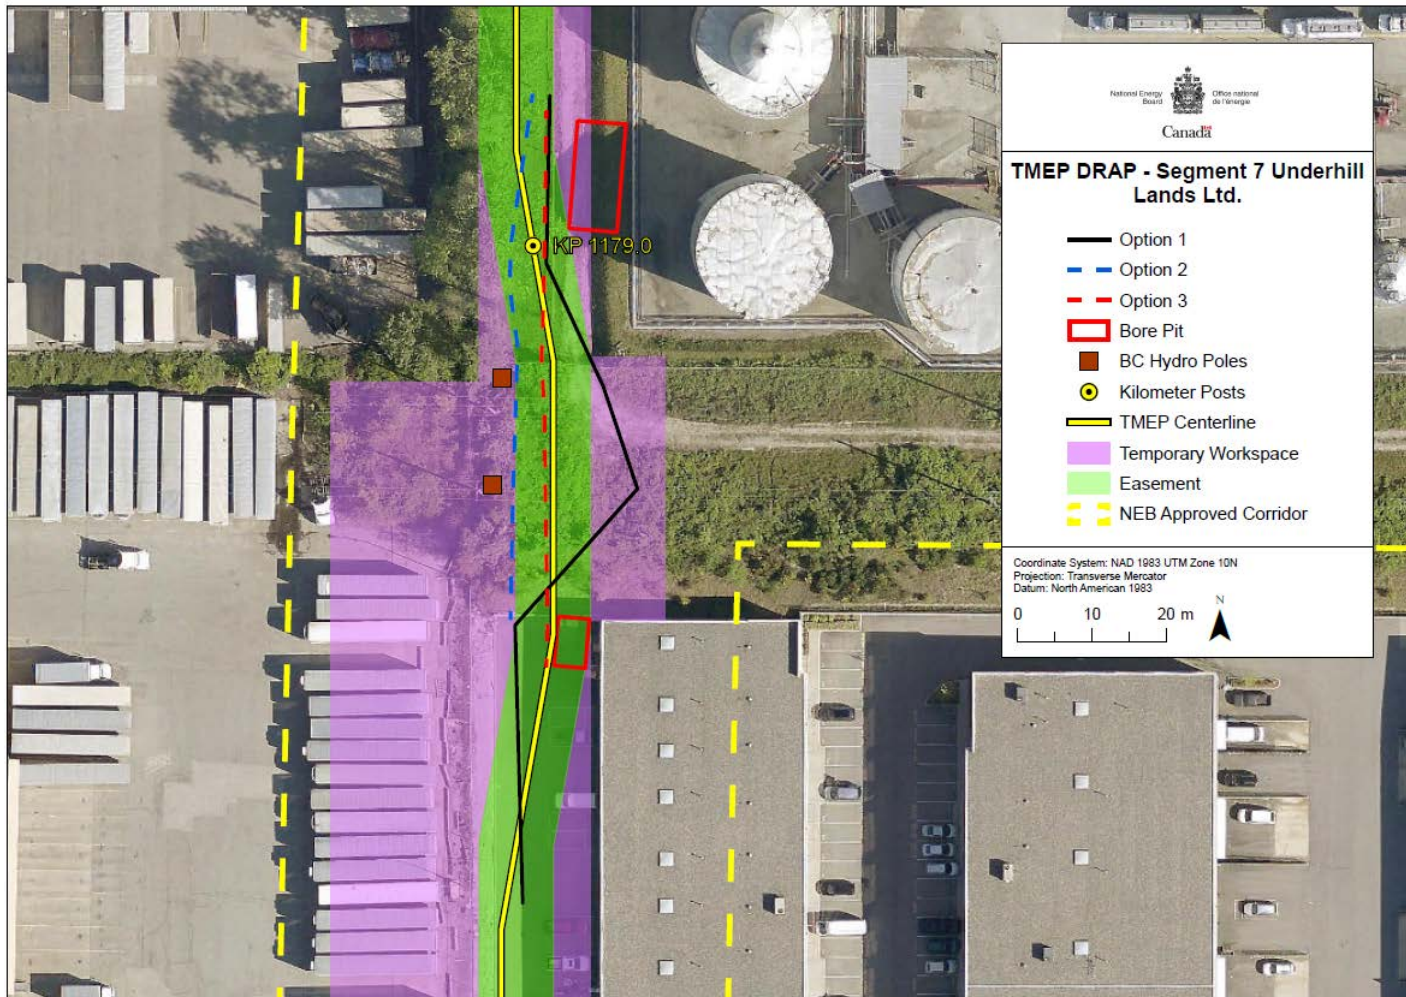 KP 1179.0
National Energy
Board
Office national
de l'énergie
Canada
TMEP DRAP - Segment 7 Underhill
Lands Ltd.
Option 1
Option 2
Option 3
Bore Pit
BC Hydro Poles
Kilometer Posts
TMEP Centerline
Temporary Workspace
Easement
NEB Approved Corridor
Coordinate System: NAD 1983 UTM Zone 10N
Projection: Transverse Mercator
Datum: North American 1983
0 10 20 m
N